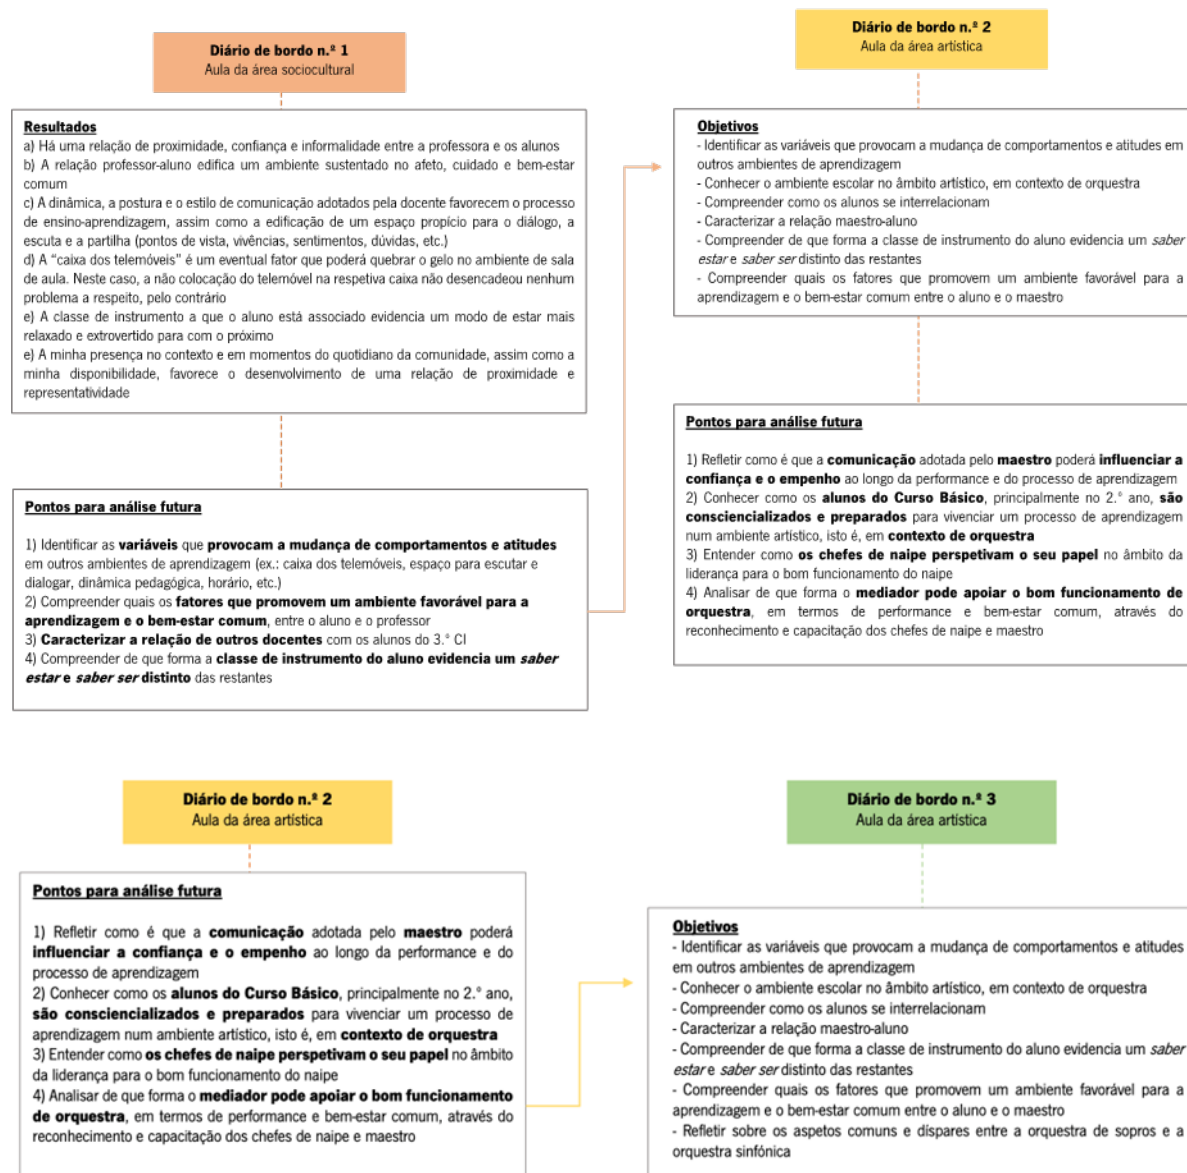 Diário de bordo n.º 1
Aula da área sociocultural
Resultados
a) Há uma relação de proximidade, confiança e informalidade entre a professora e os alunos
b) A relação professor-aluno edifica um ambiente sustentado no afeto, cuidado e bem-estar
comum
c) A dinâmica, a postura e o estilo de comunicação adotados pela docente favorecem o processo
de ensino-aprendizagem, assim como a edificação de um espaço propício para o diálogo,
a escuta e a partilha (pontos de vista, vivências, sentimentos, dúvidas, etc.)
d) A “caixa dos telemóveis” é um eventual fator que poderá quebrar o gelo no ambiente de sala
de aula. Neste caso, a não colocação do telemóvel na respetiva caixa não desencadeou nenhum
problema a respeito, pelo contrário
e) A classe de instrumento a que o aluno está associado evidencia um modo de estar mais
relaxado e extrovertido para com o próximo
e) A minha presença no contexto e em momentos do quotidiano da comunidade, assim como a
minha disponibilidade, favorece o desenvolvimento de uma relação de proximidade e
representatividade
Pontos para análise futura
1) Identificar as variáveis que provocam a mudança de comportamentos e atitudes
em outros ambientes de aprendizagem (ex.: caixa dos telemóveis, espaço para escutar e
dialogar, dinâmica pedagógica, horário, etc.)
2) Compreender quais os fatores que promovem um ambiente favorável para a
aprendizagem e o bem-estar comum, entre o aluno e o professor
3) Caracterizar a relação de outros docentes com os alunos do 3.º CI
4) Compreender de que forma a classe de instrumento do aluno evidencia um saber
estar e saber ser distinto das restantes
Diário de bordo n.º 2
Aula da área artística
Objetivos
- Identificar as variáveis que provocam a mudança de comportamentos e atitudes em
outros ambientes de aprendizagem
- Conhecer o ambiente escolar no âmbito artístico, em contexto de orquestra
- Compreender como os alunos se interrelacionam
- Caracterizar a relação maestro-aluno
- Compreender de que forma a classe de instrumento do aluno evidencia um saber
estar e saber ser distinto das restantes
- Compreender quais os fatores que promovem um ambiente favorável para a
aprendizagem e o bem-estar comum entre o aluno e o maestro
Pontos para análise futura
1) Refletir como é que a comunicação adotada pelo maestro poderá influenciar a
confiança e o empenho ao longo da performance e do processo de aprendizagem
2) Conhecer como os alunos do Curso Básico, principalmente no 2.º ano, são
consciencializados e preparados para vivenciar um processo de aprendizagem
num ambiente artístico, isto é, em contexto de orquestra
3) Entender como os chefes de naipe perspetivam o seu papel no âmbito da
liderança para o bom funcionamento do naipe
4) Analisar de que forma o mediador pode apoiar o bom funcionamento de
orquestra, em termos de performance e bem-estar comum, através do
reconhecimento e capacitação dos chefes de naipe e maestro
Diário de bordo n.º 2
Aula da área artística
Pontos para análise futura
1) Refletir como é que a comunicação adotada pelo maestro poderá
influenciar a confiança e o empenho ao longo da performance e do
processo de aprendizagem
2) Conhecer como os alunos do Curso Básico, principalmente no 2.º ano,
são consciencializados e preparados para vivenciar um processo de
aprendizagem num ambiente artístico, isto é, em contexto de orquestra
3) Entender como os chefes de naipe perspetivam o seu papel no âmbito
da liderança para o bom funcionamento do naipe
4) Analisar de que forma o mediador pode apoiar o bom funcionamento
de orquestra, em termos de performance e bem-estar comum, através do
reconhecimento e capacitação dos chefes de naipe e maestro
Diário de bordo n.º 3
Aula da área artística
Objetivos
- Identificar as variáveis que provocam a mudança de comportamentos e atitudes
em outros ambientes de aprendizagem
- Conhecer o ambiente escolar no âmbito artístico, em contexto de orquestra
- Compreender como os alunos se interrelacionam
- Caracterizar a relação maestro-aluno
- Compreender de que forma a classe de instrumento do aluno evidencia um saber
estar e saber ser distinto das restantes
- Compreender quais os fatores que promovem um ambiente favorável para a
aprendizagem e o bem-estar comum entre o aluno e o maestro
- Refletir sobre os aspetos comuns e díspares entre a orquestra de sopros e a
orquestra sinfónica